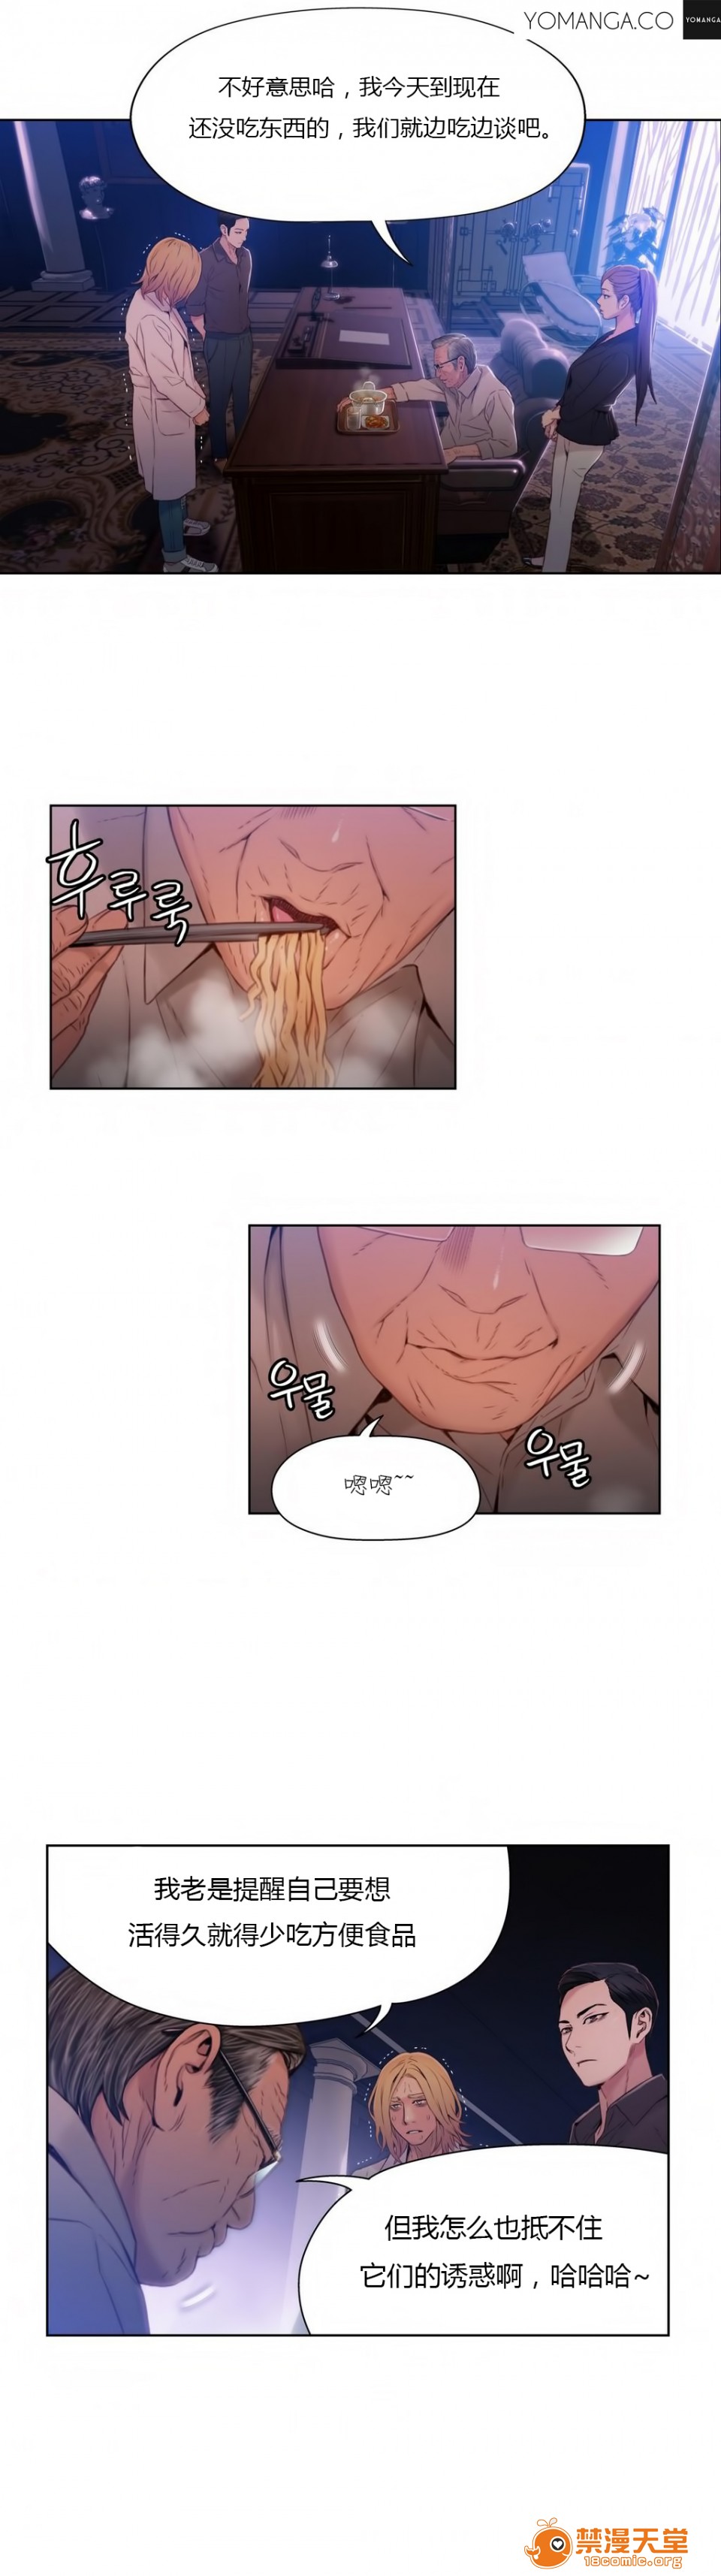 YOMANGA.CO
YOMANGA
不好意思哈，我今天到现在
还没吃东西的，我们就边吃边谈吧。
후루룩
우물
우물
嗯嗯~~
我老是提醒自己要想
活得久就得少吃方便食品
但我怎么也抵不住
它们的诱惑啊，哈哈哈~
禁漫天堂
18comic.org